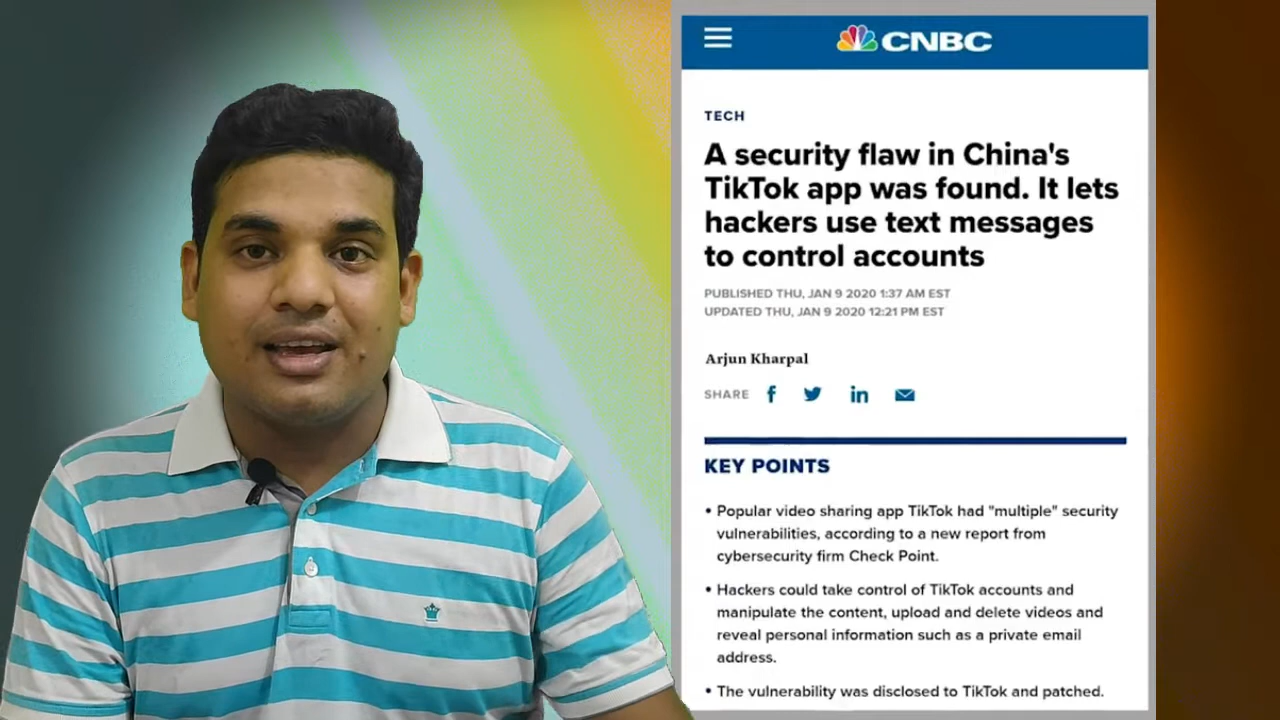 CNBC
TECH
A security flaw in China's
TikTok app was found. It lets
hackers use text messages
to control accounts
PUBLISHED THU, JAN 9 2020 1:37 AM EST
UPDATED THU, JAN 9 2020 12:21 PM EST
Arjun Kharpal
SHARE
KEY POINTS
• Popular video sharing app TikTok had "multiple" security
vulnerabilities, according to a new report from
cybersecurity firm Check Point.
• Hackers could take control of TikTok accounts and
manipulate the content, upload and delete videos and
reveal personal information such as a private email
address.
• The vulnerability was disclosed to TikTok and patched.